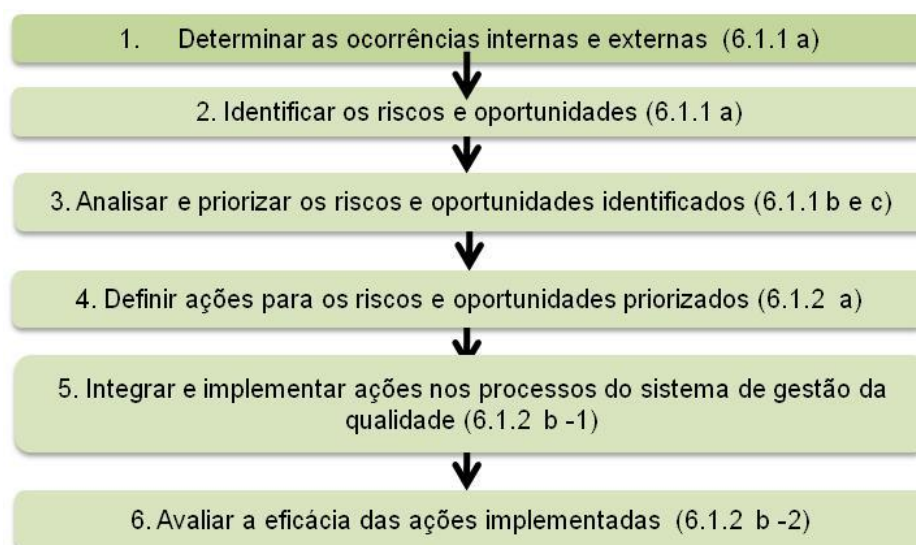 1. Determinar as ocorrências internas e externas (6.1.1 a)
2. Identificar os riscos e oportunidades (6.1.1 a)
3. Analisar e priorizar os riscos e oportunidades identificados (6.1.1 b e c)
4. Definir ações para os riscos e oportunidades priorizados (6.1.2 a)
5. Integrar e implementar ações nos processos do sistema de gestão da
qualidade (6.1.2 b -1)
6. Avaliar a eficácia das ações implementadas (6.1.2 b -2)